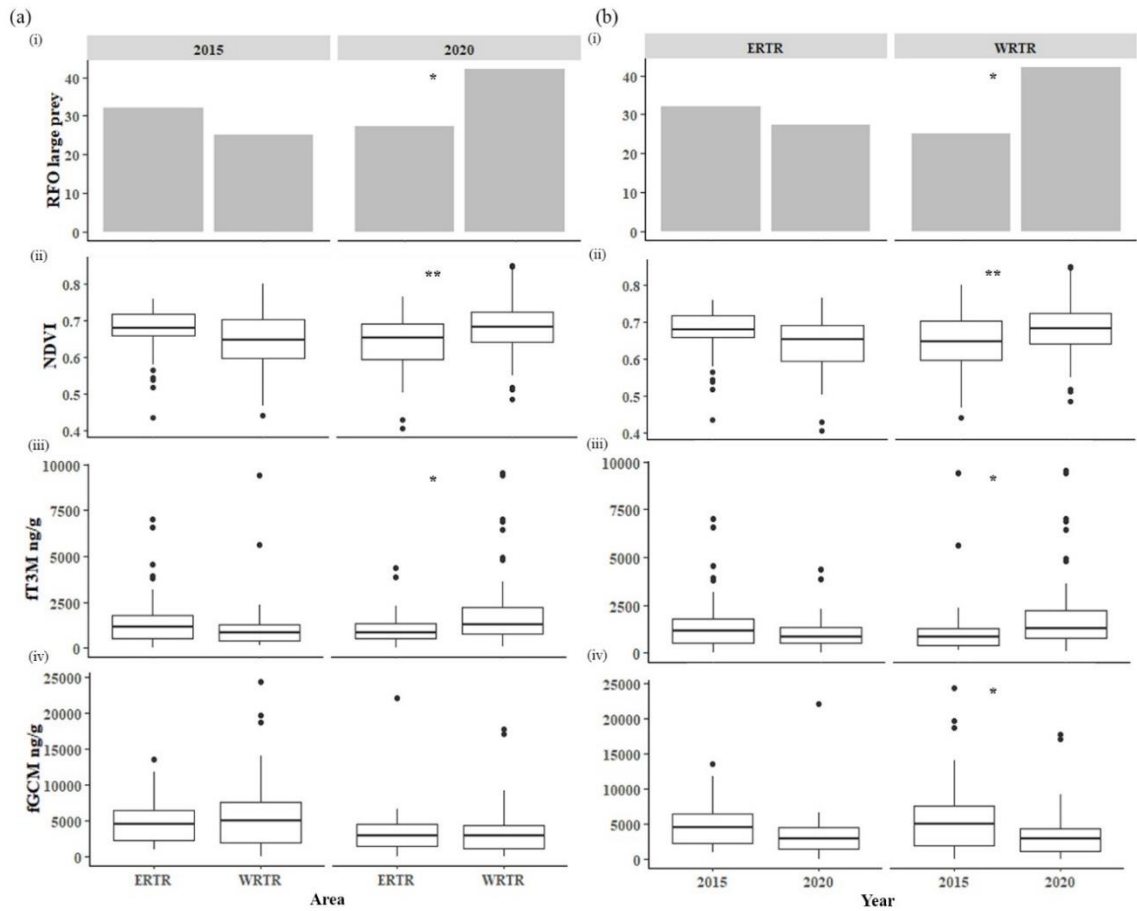 (a)
(i)
2015
2020
RFO large prey
40
30
20
10
0
*
(ii)
NDVI
0.8
0.7
0.6
0.5
0.4
**
(iii)
fT3M ng/g
10000
7500
5000
2500
0
*
(iv)
fGCM ng/g
25000
20000
15000
10000
5000
0
ERTR
WRTR
ERTR
WRTR
Area
(b)
(i)
ERTR
WRTR
40
30
20
10
0
*
(ii)
0.8
0.7
0.6
0.5
0.4
**
(iii)
10000
7500
5000
2500
0
*
(iv)
25000
20000
15000
10000
5000
0
*
2015
2020
2015
2020
Year